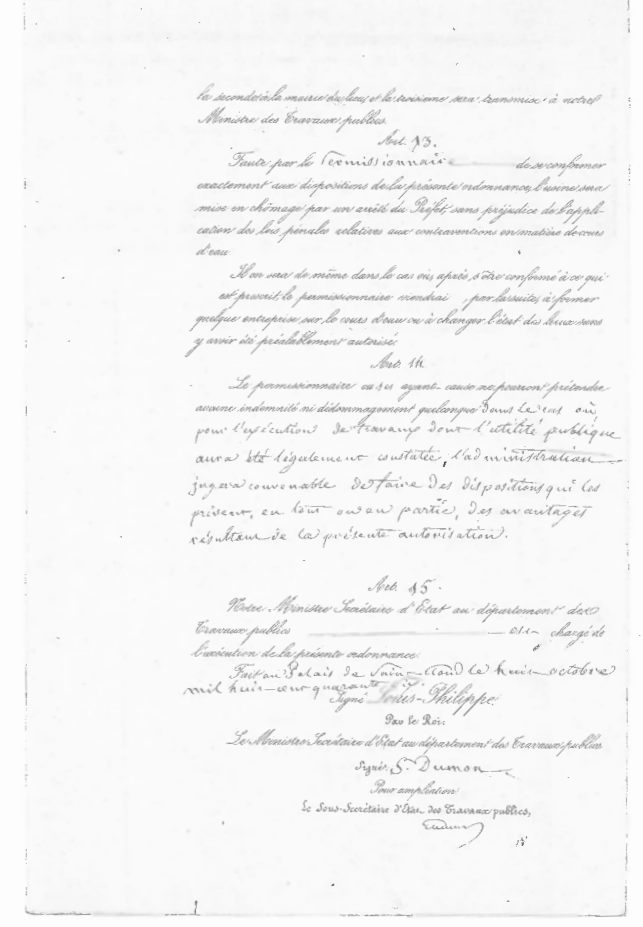 la seconde à la mairie du lieu, et la troisième sera transmise à notre
Ministre des Travaux publics.
Art. 13.
Faute par le Permissionnaire de se conformer
exactement aux dispositions de la présente ordonnance, l'usine sera
mise en chômage par un arrêté du Préfet, sans préjudice de l'appli-
cation des lois pénales relatives aux contraventions en matière de cours
d'eau.
Il en sera de même dans le cas où, après s'être conformé à ce qui
est prescrit, le permissionnaire viendrai , par la suite, à former
quelque entreprise sur le cours d'eau ou à changer l'état des lieux sans
y avoir été préalablement autorisé.
Art. 14.
Le permissionnaire ou ses ayant-cause ne pourront prétendre
aucune indemnité ni dédommagement quelconque dans le cas où,
pour l'exécution de travaux dont l'utilité publique
aura été légalement constatée, l'administration
jugera convenable de faire des dispositions qui les
privent, en tout ou en partie, des avantages
résultant de la présente autorisation.
Art. 15.
Notre Ministre Secrétaire d'Etat au département des
Travaux publics est chargé de
l'exécution de la présente ordonnance.
Fait au Palais de Saint-Cloud le huit octobre
mil huit cent quarante
Signé Louis-Philippe.
Par le Roi:
Le Ministre Secrétaire d'Etat au département des Travaux publics
Signé: S. Dumon
Pour ampliation:
Le Sous-Secrétaire d'Etat des Travaux publics,